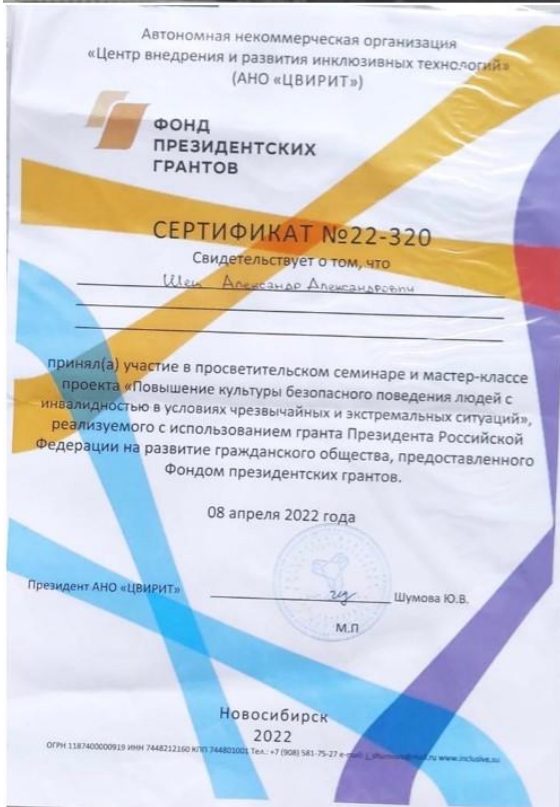 Автономная некоммерческая организация
«Центр внедрения и развития инклюзивных технологий»
(АНО «ЦВИРИТ»)
ФОНД
ПРЕЗИДЕНТСКИХ
ГРАНТОВ
СЕРТИФИКАТ №22-320
Свидетельствует о том, что
Александр Александрович
принял(а) участие в просветительском семинаре и мастер-классе
проекта «Повышение культуры безопасного поведения людей с
инвалидностью в условиях чрезвычайных и экстремальных ситуаций»,
реализуемого с использованием гранта Президента Российской
Федерации на развитие гражданского общества, предоставленного
Фондом президентских грантов.
08 апреля 2022 года
Президент АНО «ЦВИРИТ» Шумова Ю.В.
М.П
Новосибирск
2022
ОГРН 1187400000919 ИНН 7448212160 КПП 744801001 Тел.: +7 (908) 581-75-27 e-mail: www.inclusive.su